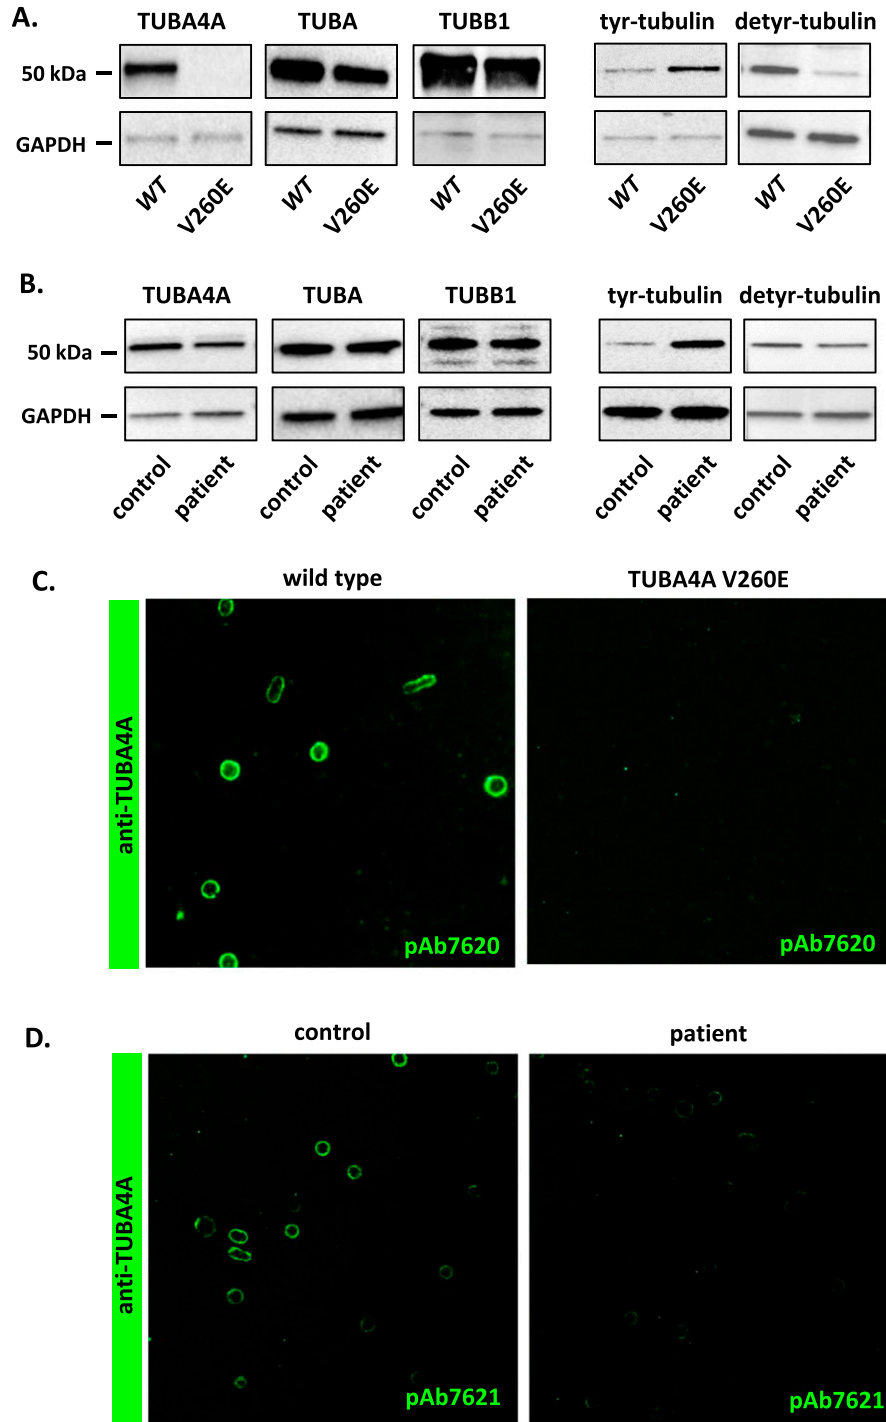 A.
TUBA4A TUBA TUBB1 tyr-tubulin detyr-tubulin
50 kDa
GAPDH
WT V260E WT V260E WT V260E WT V260E WT V260E
B.
TUBA4A TUBA TUBB1 tyr-tubulin detyr-tubulin
50 kDa
GAPDH
control patient control patient control patient control patient control patient
C.
wild type TUBA4A V260E
anti-TUBA4A
pAb7620 pAb7620
D.
control patient
anti-TUBA4A
pAb7621 pAb7621